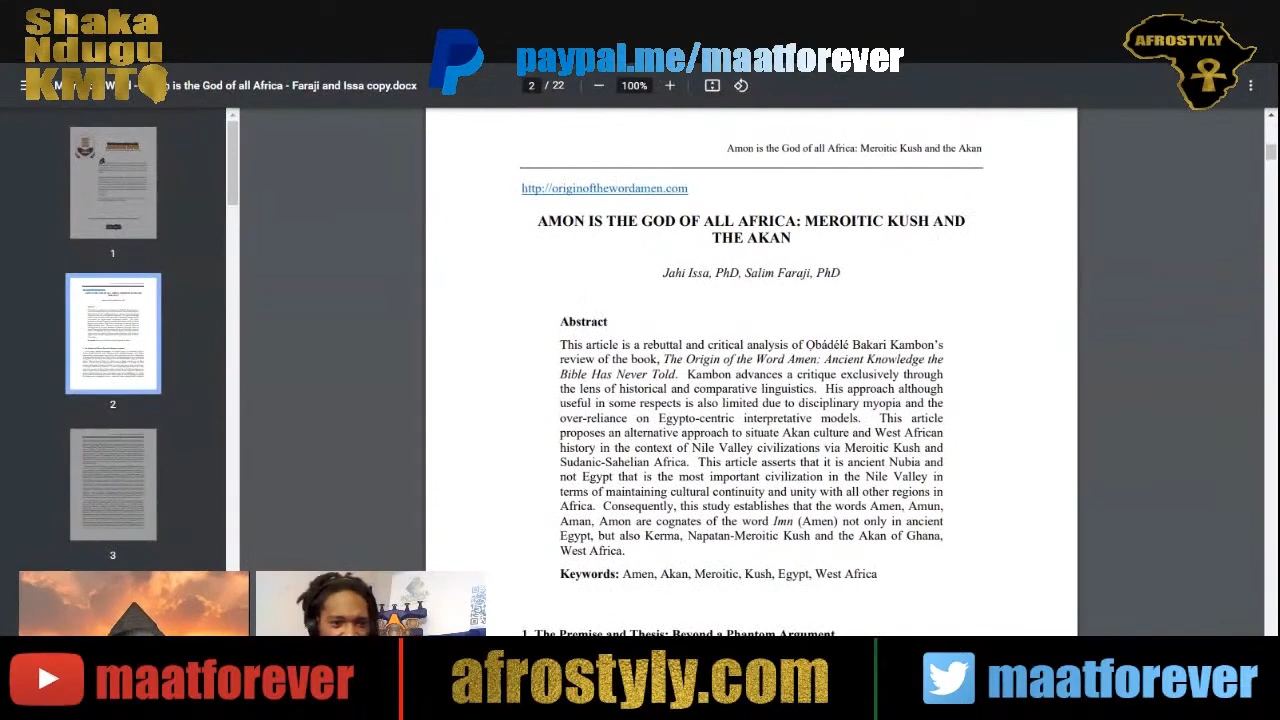 Shaka
Ndugu
KMT
paypal.me/maatforever
AFROSTYLY
is the God of all Africa - Faraji and Issa copy.docx
2 / 22
100%
Amon is the God of all Africa: Meroitic Kush and the Akan
http://originofthewordamen.com
AMON IS THE GOD OF ALL AFRICA: MEROITIC KUSH AND
THE AKAN
Jahi Issa, PhD, Salim Faraji, PhD
Abstract
This article is a rebuttal and critical analysis of Ọbádélé Bakari Kambon’s
review of the book, The Origin of the Word Amen: Ancient Knowledge the
Bible Has Never Told. Kambon advances a critique exclusively through
the lens of historical and comparative linguistics. His approach although
useful in some respects is also limited due to disciplinary myopia and the
over-reliance on Egypto-centric interpretative models. This article
proposes an alternative approach to situate Akan culture and West African
history in the context of Nile Valley civilizations via Meroitic Kush and
Sudanic-Sahelian Africa. This article asserts that it is ancient Nubia and
not Egypt that is the most important civilization in the Nile Valley in
terms of maintaining cultural continuity and unity with all other regions in
Africa. Consequently, this study establishes that the words Amen, Amun,
Aman, Amon are cognates of the word Imn (Amen) not only in ancient
Egypt, but also Kerma, Napatan-Meroitic Kush and the Akan of Ghana,
West Africa.
Keywords: Amen, Akan, Meroitic, Kush, Egypt, West Africa
1. The Premise and Thesis: Beyond a Phantom Argument
1
2
3
maatforever
afrostyly.com
maatforever